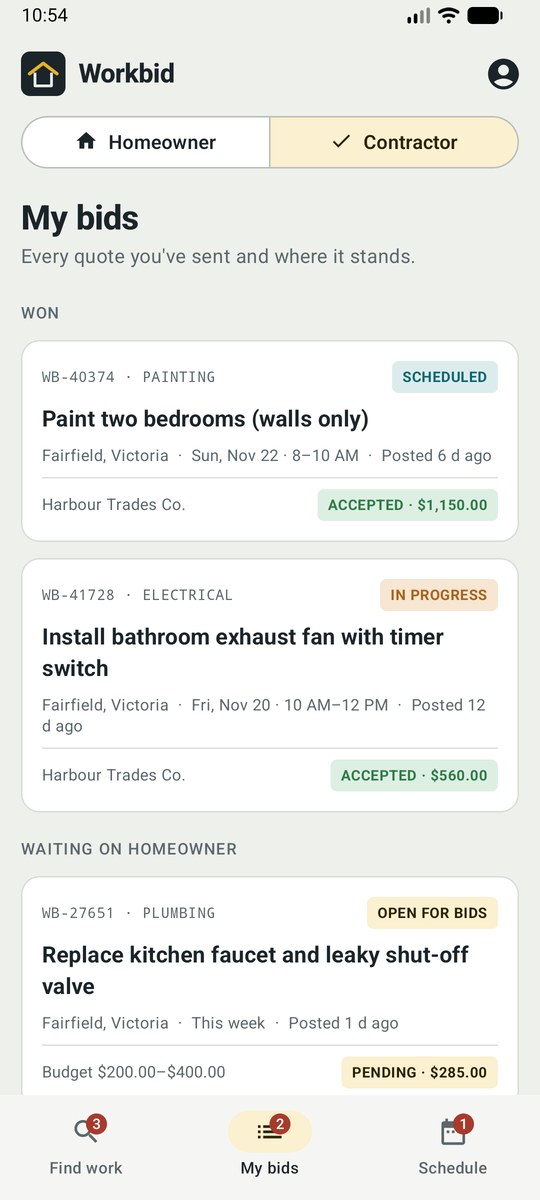 10:54
Workbid
Homeowner
Contractor
My bids
Every quote you've sent and where it stands.
WON
WB-40374 · PAINTING
SCHEDULED
Paint two bedrooms (walls only)
Fairfield, Victoria · Sun, Nov 22 · 8–10 AM · Posted 6 d ago
Harbour Trades Co.
ACCEPTED · $1,150.00
WB-41728 · ELECTRICAL
IN PROGRESS
Install bathroom exhaust fan with timer
switch
Fairfield, Victoria · Fri, Nov 20 · 10 AM–12 PM · Posted 12
d ago
Harbour Trades Co.
ACCEPTED · $560.00
WAITING ON HOMEOWNER
WB-27651 · PLUMBING
OPEN FOR BIDS
Replace kitchen faucet and leaky shut-off
valve
Fairfield, Victoria · This week · Posted 1 d ago
Budget $200.00–$400.00
PENDING · $285.00
3
Find work
2
My bids
1
Schedule